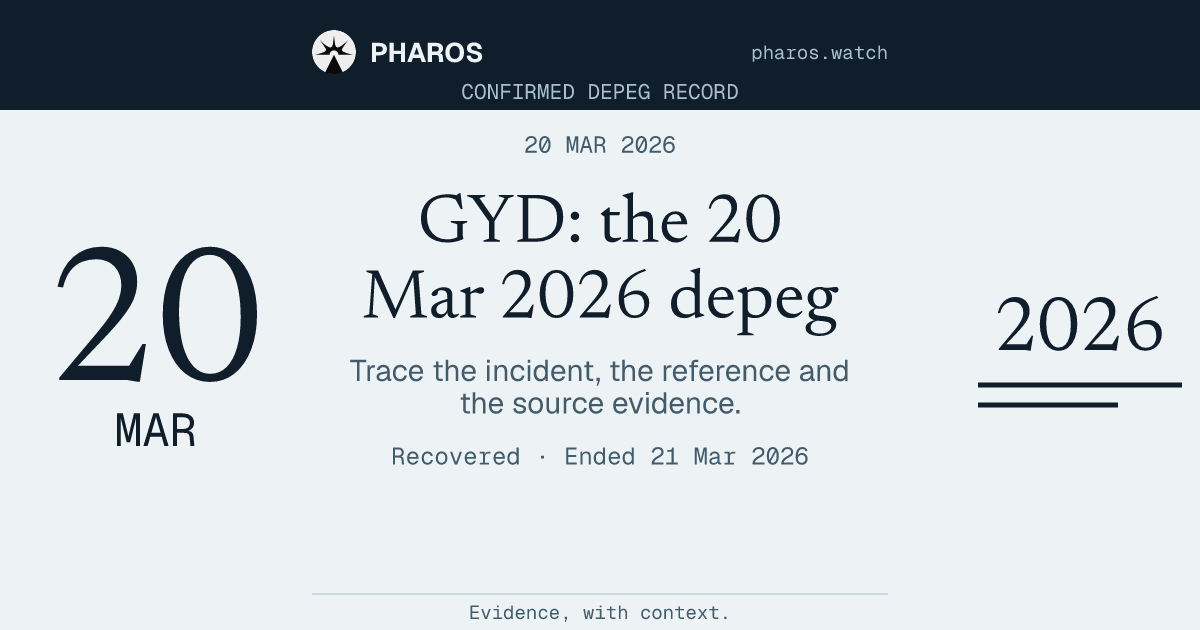 PHAROS
pharos.watch
CONFIRMED DEPEG RECORD
20 MAR 2026
GYD: the 20
Mar 2026 depeg
Trace the incident, the reference and
the source evidence.
Recovered · Ended 21 Mar 2026
20
MAR
2026
Evidence, with context.